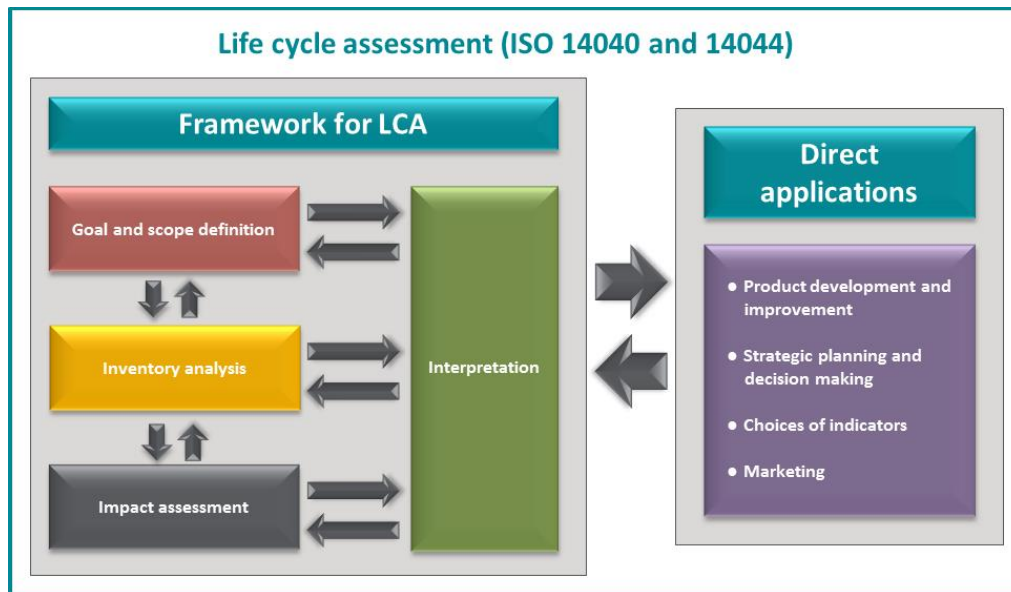 Life cycle assessment (ISO 14040 and 14044)
Framework for LCA
Goal and scope definition
Inventory analysis
Impact assessment
Interpretation
Direct
applications
● Product development and
improvement
● Strategic planning and
decision making
● Choices of indicators
● Marketing